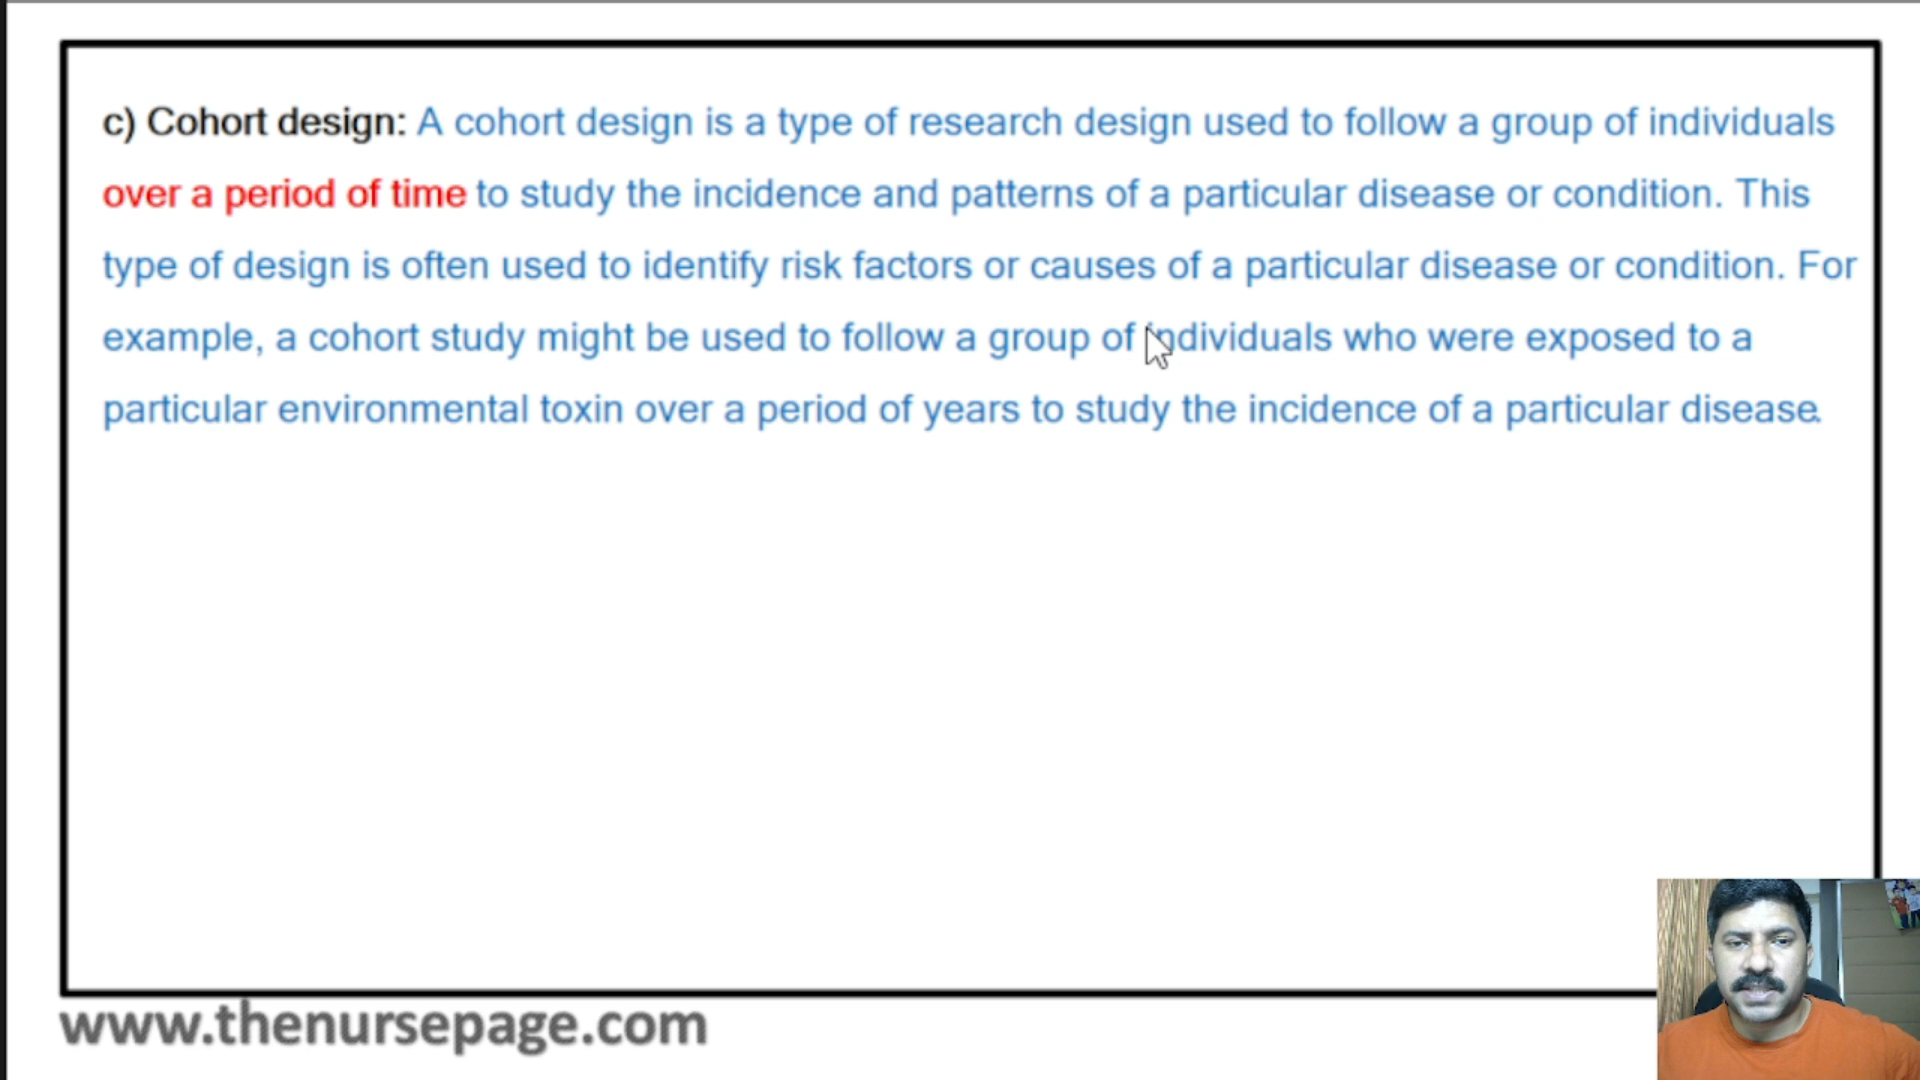 c) Cohort design: A cohort design is a type of research design used to follow a group of individuals
over a period of time to study the incidence and patterns of a particular disease or condition. This
type of design is often used to identify risk factors or causes of a particular disease or condition. For
example, a cohort study might be used to follow a group of individuals who were exposed to a
particular environmental toxin over a period of years to study the incidence of a particular disease.
www.thenursepage.com